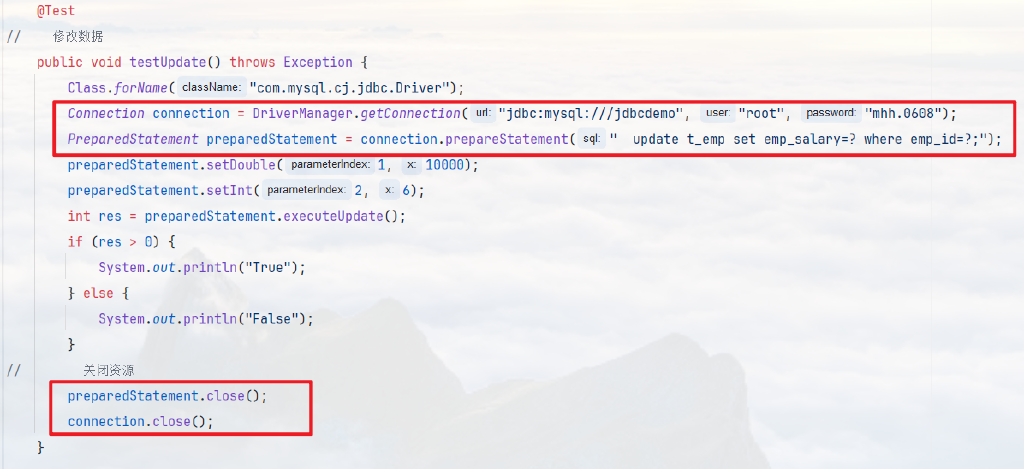 @Test
// 修改数据
public void testUpdate() throws Exception {
Class.forName( className: "com.mysql.cj.jdbc.Driver");
Connection connection = DriverManager.getConnection( url: "jdbc:mysql:///jdbcdemo", user: "root", password: "mhh.0608");
PreparedStatement preparedStatement = connection.prepareStatement( sql: "  update t_emp set emp_salary=? where emp_id=?;");
preparedStatement.setDouble( parameterIndex: 1, x: 10000);
preparedStatement.setInt( parameterIndex: 2, x: 6);
int res = preparedStatement.executeUpdate();
if (res > 0) {
System.out.println("True");
} else {
System.out.println("False");
}
// 关闭资源
preparedStatement.close();
connection.close();
}